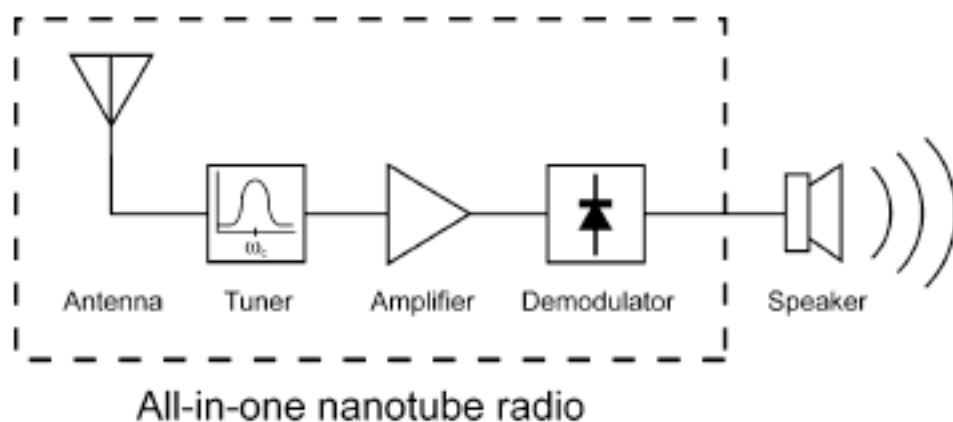 ω꜀
Antenna
Tuner
Amplifier
Demodulator
Speaker
All-in-one nanotube radio